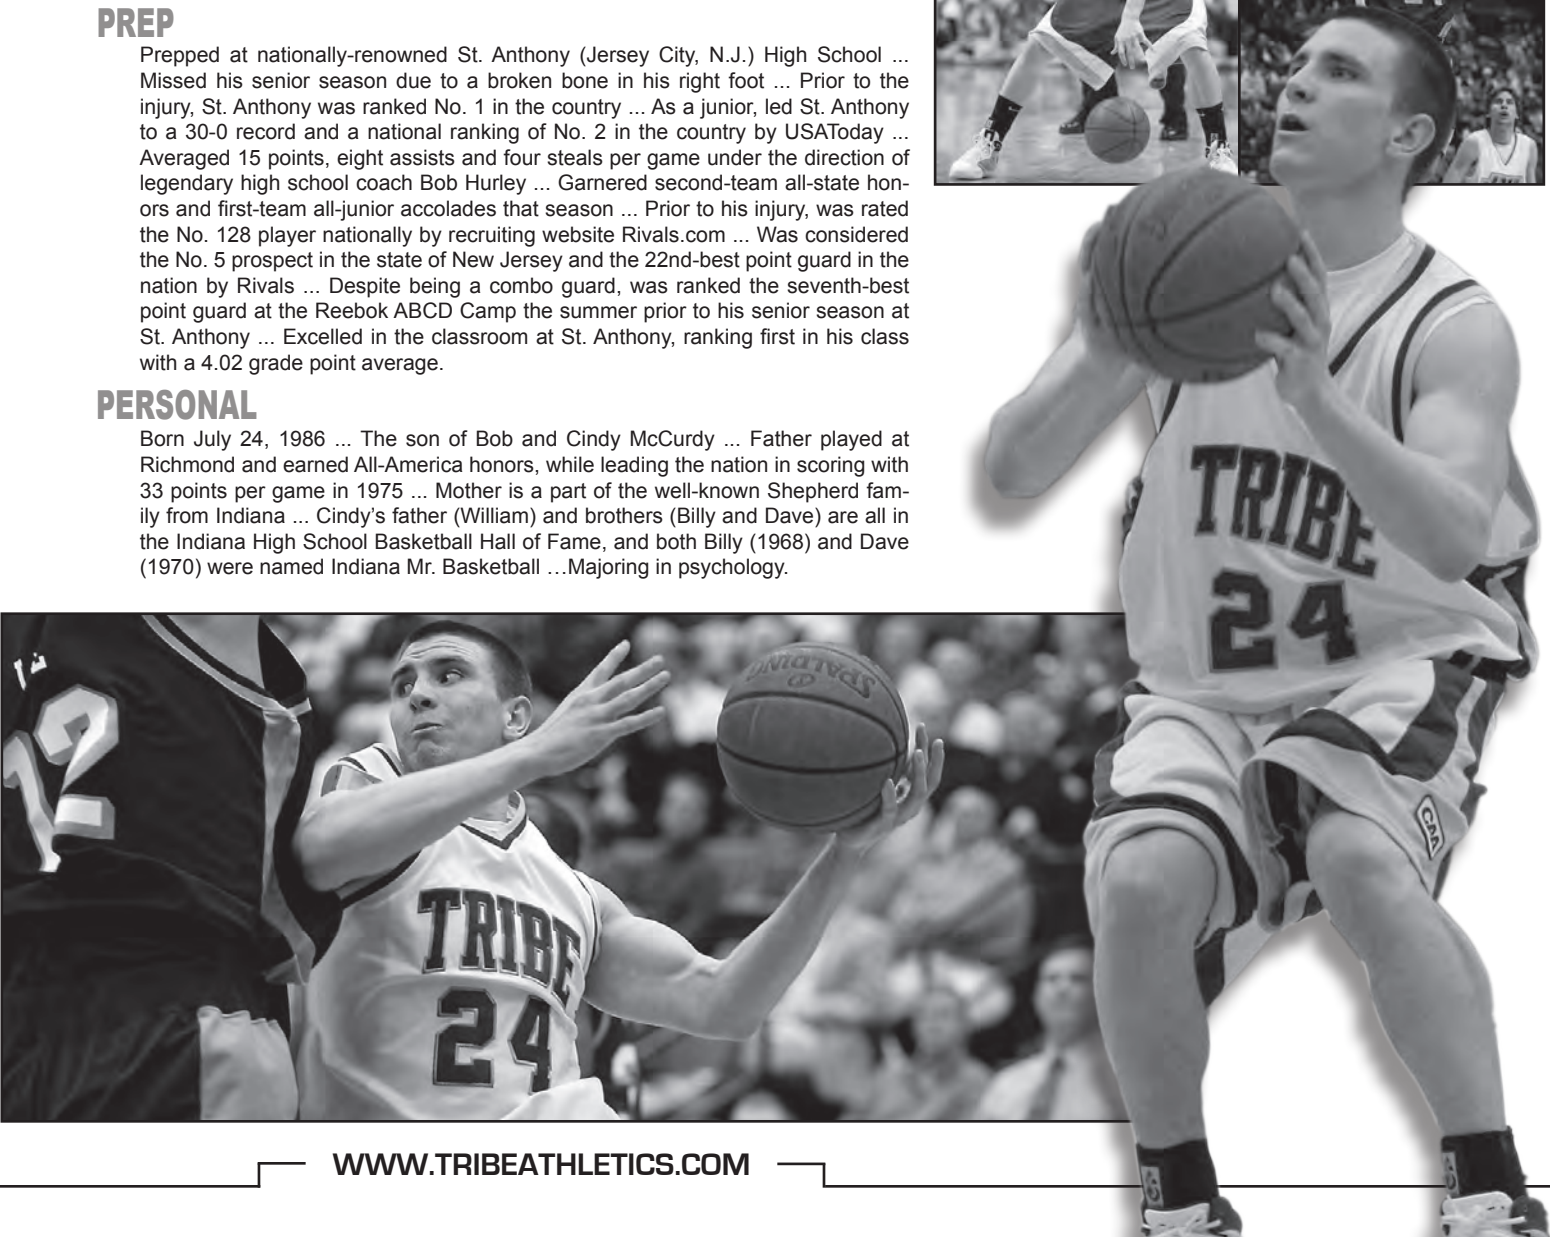 PREP
Prepped at nationally-renowned St. Anthony (Jersey City, N.J.) High School ...
Missed his senior season due to a broken bone in his right foot ... Prior to the
injury, St. Anthony was ranked No. 1 in the country ... As a junior, led St. Anthony
to a 30-0 record and a national ranking of No. 2 in the country by USAToday ...
Averaged 15 points, eight assists and four steals per game under the direction of
legendary high school coach Bob Hurley ... Garnered second-team all-state hon-
ors and first-team all-junior accolades that season ... Prior to his injury, was rated
the No. 128 player nationally by recruiting website Rivals.com ... Was considered
the No. 5 prospect in the state of New Jersey and the 22nd-best point guard in the
nation by Rivals ... Despite being a combo guard, was ranked the seventh-best
point guard at the Reebok ABCD Camp the summer prior to his senior season at
St. Anthony ... Excelled in the classroom at St. Anthony, ranking first in his class
with a 4.02 grade point average.
PERSONAL
Born July 24, 1986 ... The son of Bob and Cindy McCurdy ... Father played at
Richmond and earned All-America honors, while leading the nation in scoring with
33 points per game in 1975 ... Mother is a part of the well-known Shepherd fam-
ily from Indiana ... Cindy's father (William) and brothers (Billy and Dave) are all in
the Indiana High School Basketball Hall of Fame, and both Billy (1968) and Dave
(1970) were named Indiana Mr. Basketball …Majoring in psychology.
TRIBE
24
CAA
12
SPALDING
TRIBE
24
WWW.TRIBEATHLETICS.COM